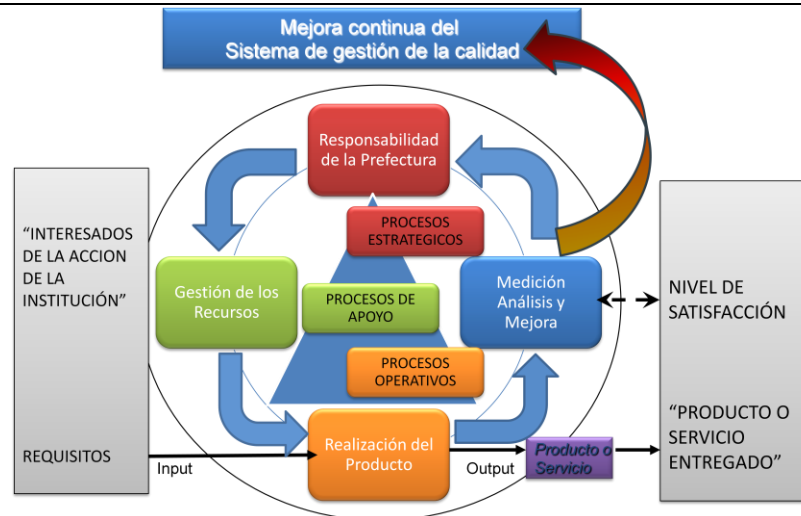 Mejora continua del
Sistema de gestión de la calidad
Responsabilidad
de la Prefectura
"INTERESADOS
DE LA ACCION
DE LA
INSTITUCIÓN"
PROCESOS
ESTRATEGICOS
Gestión de los
Recursos
PROCESOS DE
APOYO
Medición
Análisis y
Mejora
NIVEL DE
SATISFACCIÓN
PROCESOS
OPERATIVOS
"PRODUCTO O
SERVICIO
ENTREGADO"
REQUISITOS
Input
Realización del
Producto
Output
Producto o
Servicio